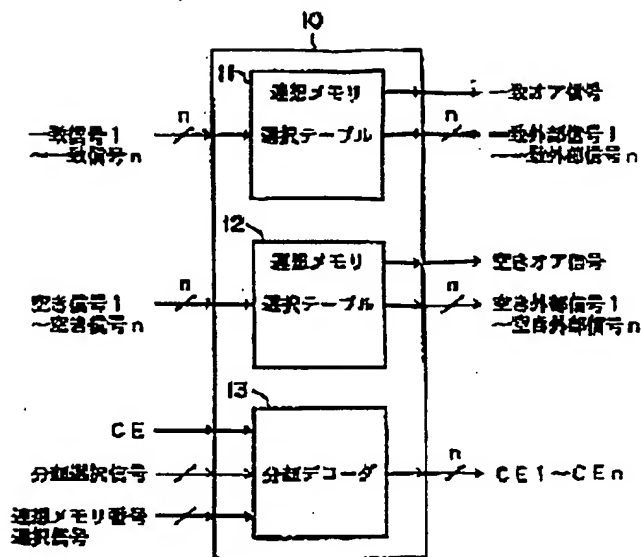 10
11
連想メモリ
選択テーブル
n
一致信号1
~一致信号n
一致オア信号
n
一致外部信号1
~一致外部信号n
12
連想メモリ
選択テーブル
n
空き信号1
~空き信号n
空きオア信号
n
空き外部信号1
~空き外部信号n
13
CE
分類選択信号
連想メモリ番号
選択信号
分類デコーダ
n
CE1~CEn